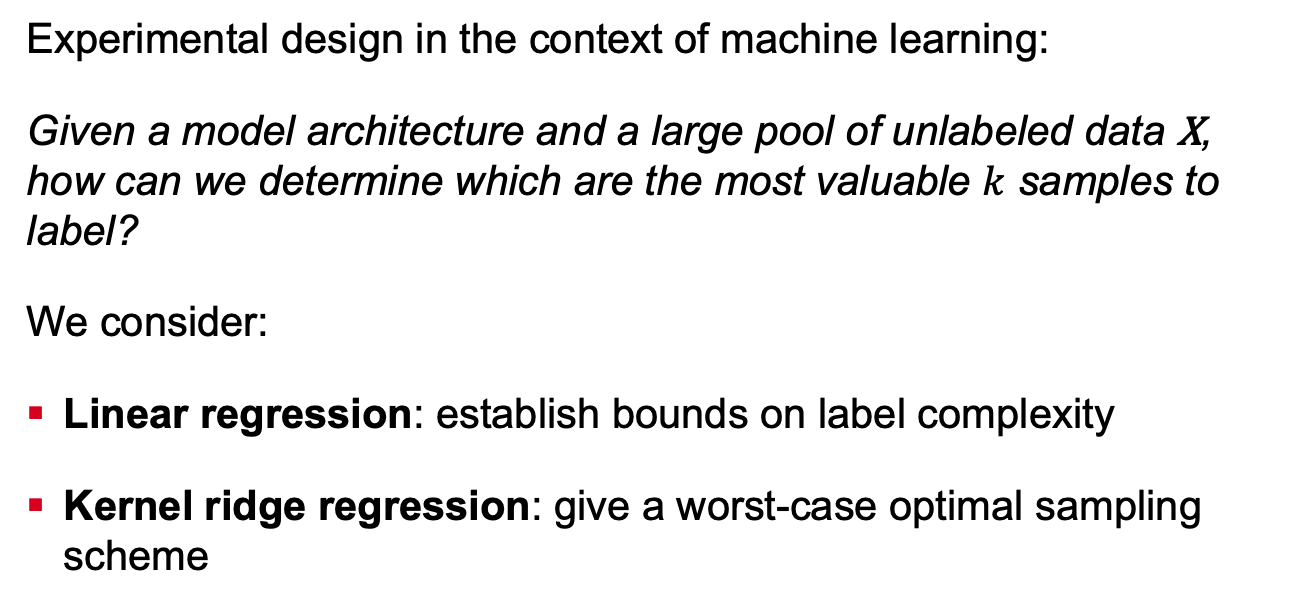 Experimental design in the context of machine learning:
Given a model architecture and a large pool of unlabeled data X,
how can we determine which are the most valuable k samples to
label?
We consider:
▪ Linear regression: establish bounds on label complexity
▪ Kernel ridge regression: give a worst-case optimal sampling
scheme